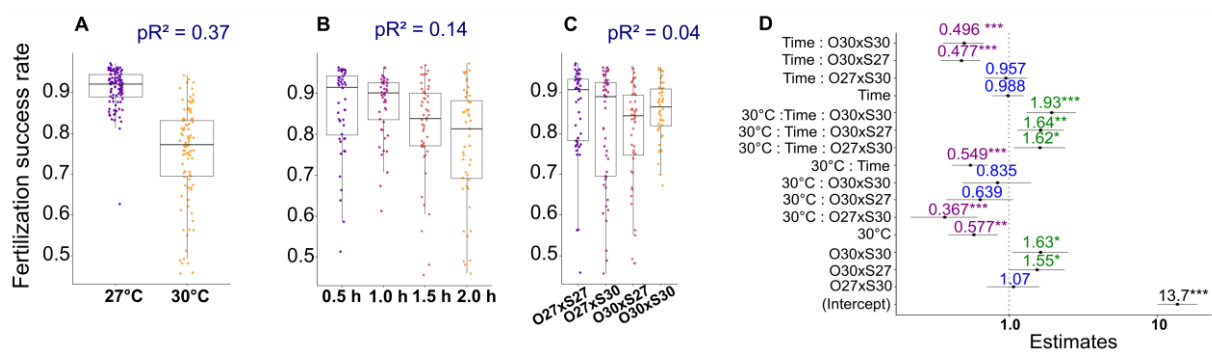 A
pR² = 0.37
Fertilization success rate
0.9
0.8
0.7
0.6
0.5
27°C
30°C
B
pR² = 0.14
0.9
0.8
0.7
0.6
0.5
0.5 h
1.0 h
1.5 h
2.0 h
C
pR² = 0.04
0.9
0.8
0.7
0.6
0.5
O27xS27
O27xS30
O30xS27
O30xS30
D
Time : O30xS30 0.496 ***
Time : O30xS27 0.477***
Time : O27xS30 0.957
Time 0.988
30°C :Time : O30xS30 1.93***
30°C : Time : O30xS27 1.64**
30°C : Time : O27xS30 1.62*
30°C : Time 0.549***
30°C : O30xS30 0.835
30°C : O30xS27 0.639
30°C : O27xS30 0.367***
30°C 0.577**
O30xS30 1.63*
O30xS27 1.55*
O27xS30 1.07
(Intercept) 13.7***
1.0
10
Estimates